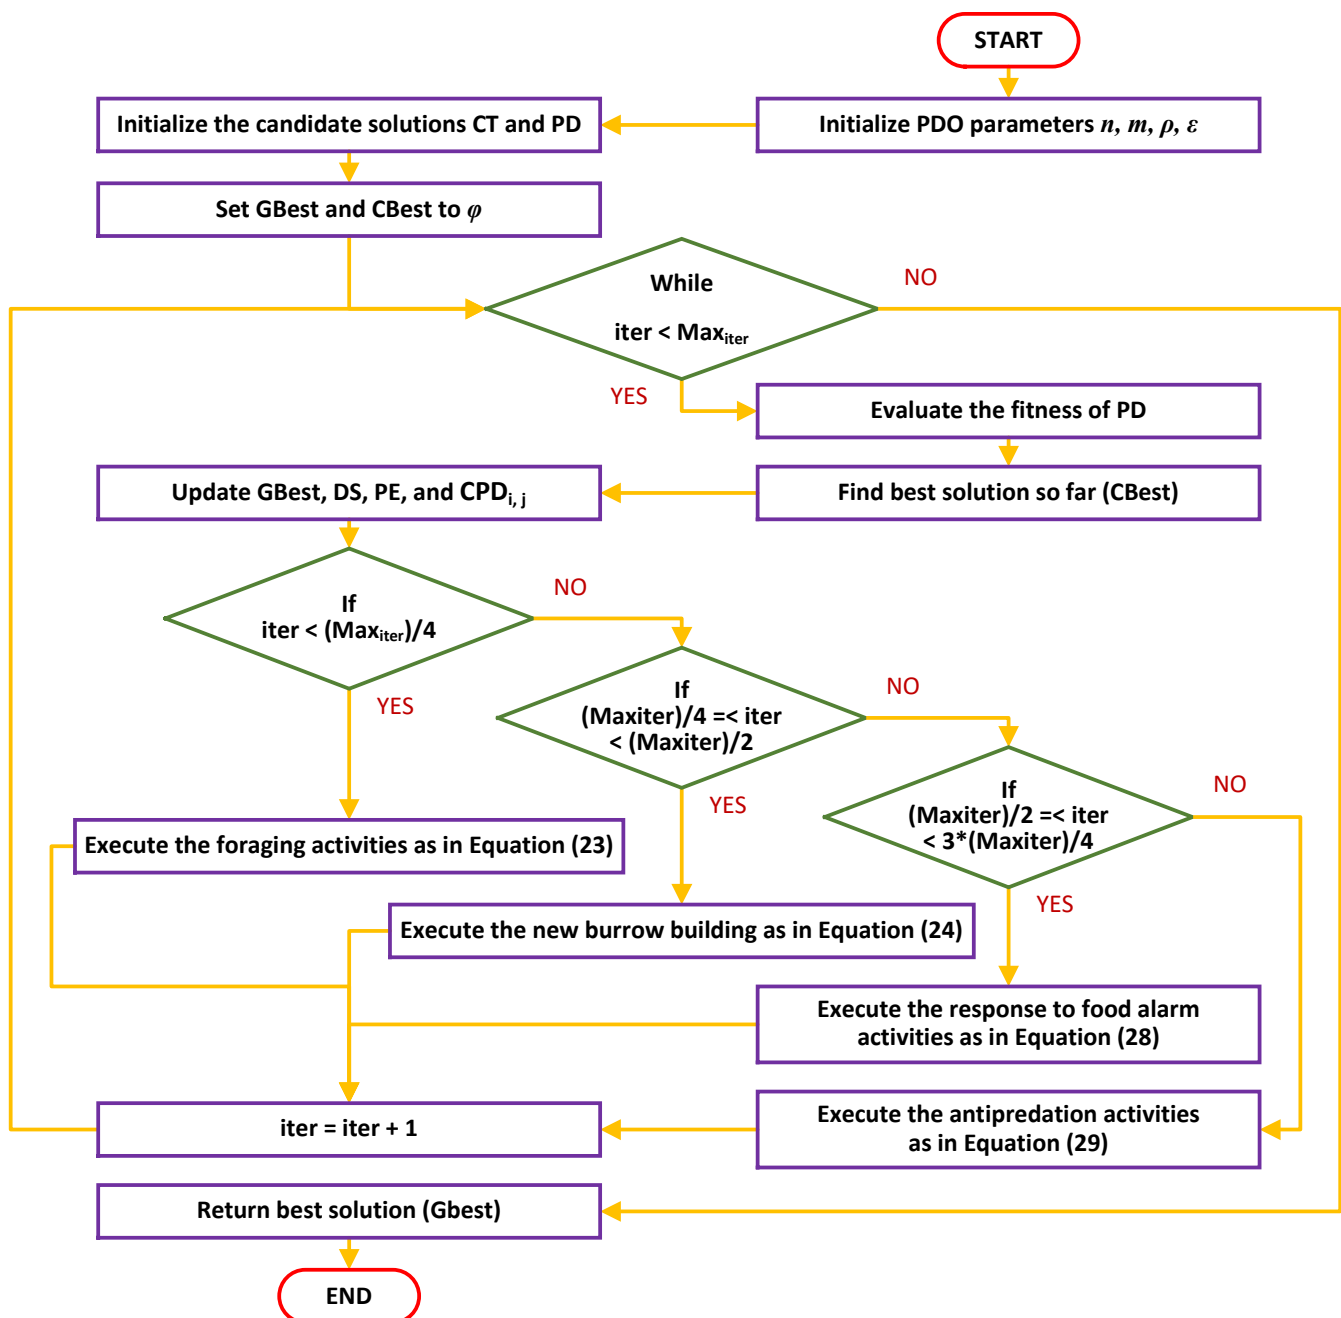 START
Initialize PDO parameters n, m, ρ, ε
Initialize the candidate solutions CT and PD
Set GBest and CBest to φ
While
iter < Maxiter
NO
YES
Evaluate the fitness of PD
Find best solution so far (CBest)
Update GBest, DS, PE, and CPDi, j
If
iter < (Maxiter)/4
NO
YES
If
(Maxiter)/4 =< iter
< (Maxiter)/2
NO
YES
If
(Maxiter)/2 =< iter
< 3*(Maxiter)/4
NO
YES
Execute the foraging activities as in Equation (23)
Execute the new burrow building as in Equation (24)
Execute the response to food alarm
activities as in Equation (28)
Execute the antipredation activities
as in Equation (29)
iter = iter + 1
Return best solution (Gbest)
END